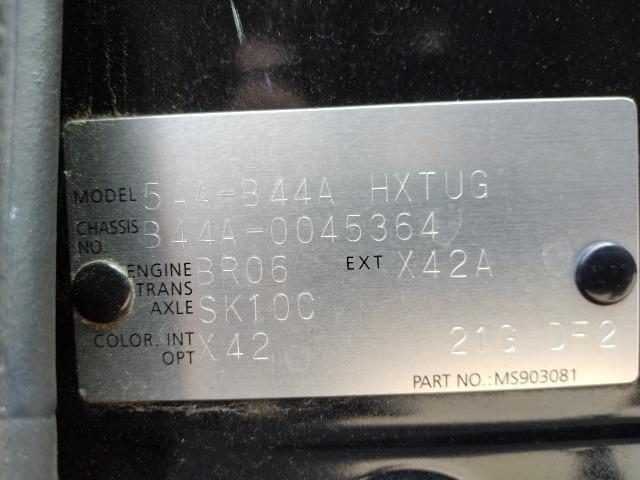 MODEL 5AA-B44A HXTUG
CHASSIS NO. B44A-0045364
ENGINE BR06 EXT X42A
TRANS AXLE SK10C
COLOR. INT OPT X42 21G DF2
PART NO.:MS903081